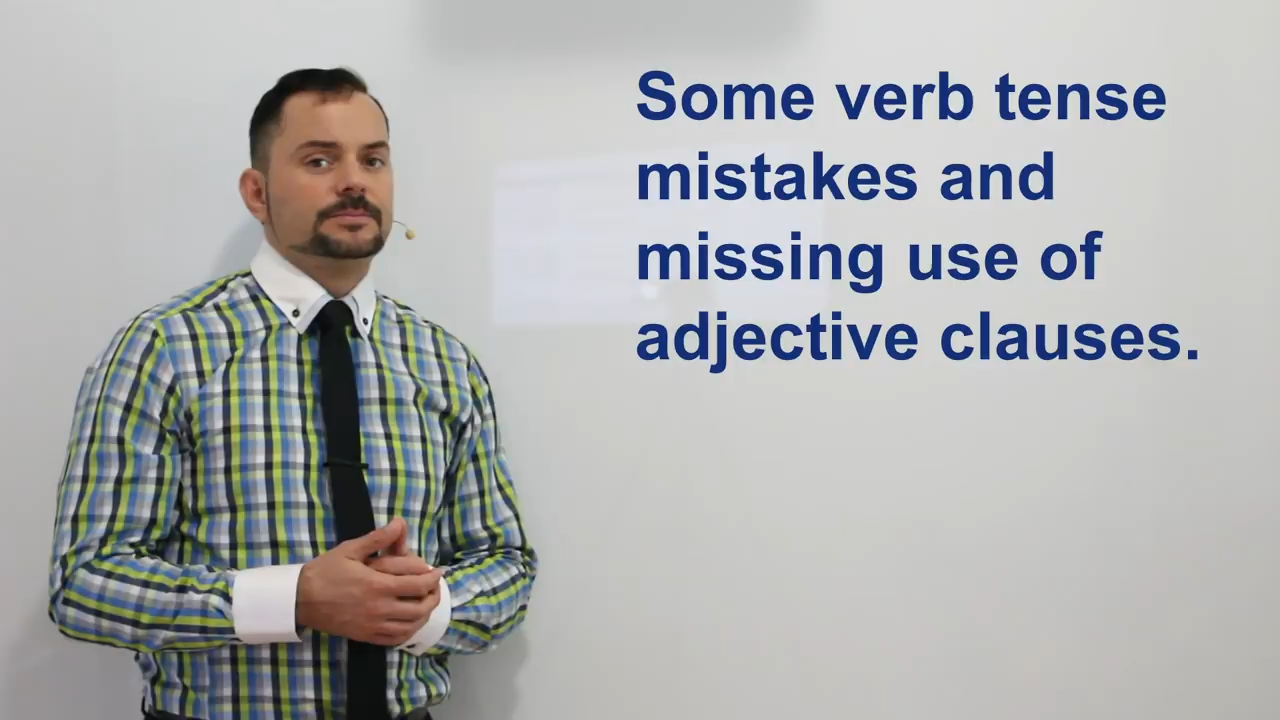 Some verb tense
mistakes and
missing use of
adjective clauses.